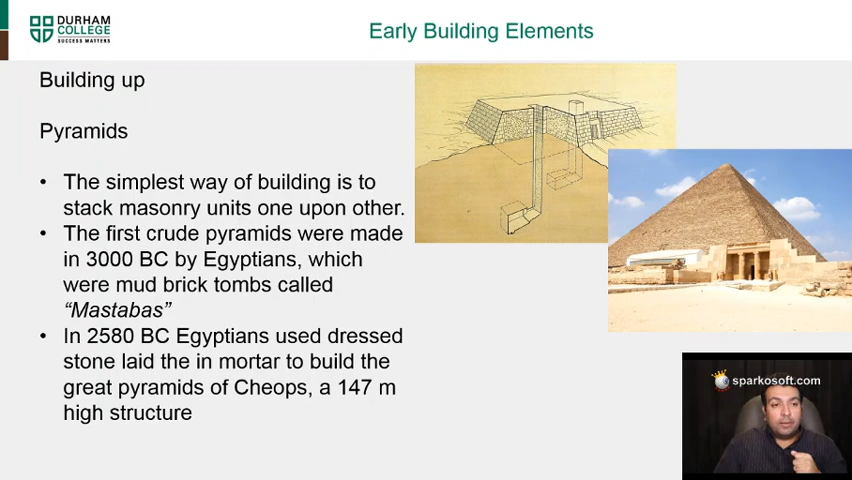 DURHAM
COLLEGE
SUCCESS MATTERS
Early Building Elements
Building up
Pyramids
• The simplest way of building is to
stack masonry units one upon other.
• The first crude pyramids were made
in 3000 BC by Egyptians, which
were mud brick tombs called
“Mastabas”
• In 2580 BC Egyptians used dressed
stone laid the in mortar to build the
great pyramids of Cheops, a 147 m
high structure
sparkosoft.com